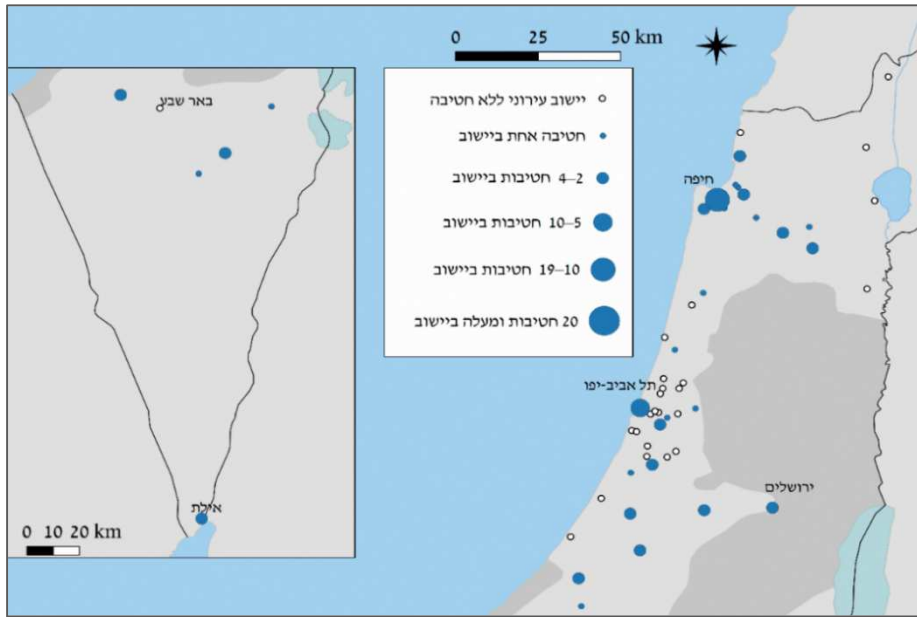 0 25 50 km
יישוב עירוני ללא חטיבה
חטיבה אחת ביישוב
4–2 חטיבות ביישוב
10–5 חטיבות ביישוב
19–10 חטיבות ביישוב
20 חטיבות ומעלה ביישוב
באר שבע
אילת
0 10 20 km
חיפה
תל אביב-יפו
ירושלים